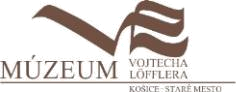 MÚZEUM
VOJTECHA
LÖFFLERA
KOŠICE - STARÉ MESTO